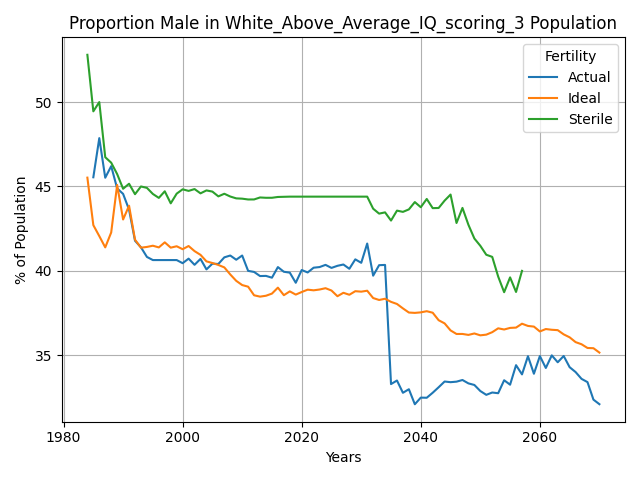 Proportion Male in White_Above_Average_IQ_scoring_3 Population
Fertility
Actual
Ideal
Sterile
% of Population
50
45
40
35
1980
2000
2020
2040
2060
Years